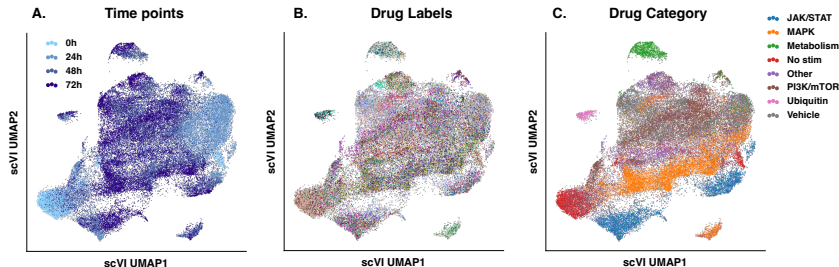 A. Time points
0h
24h
48h
72h
scVI UMAP2
scVI UMAP1
B. Drug Labels
scVI UMAP2
scVI UMAP1
C. Drug Category
scVI UMAP2
scVI UMAP1
JAK/STAT
MAPK
Metabolism
No stim
Other
PI3K/mTOR
Ubiquitin
Vehicle